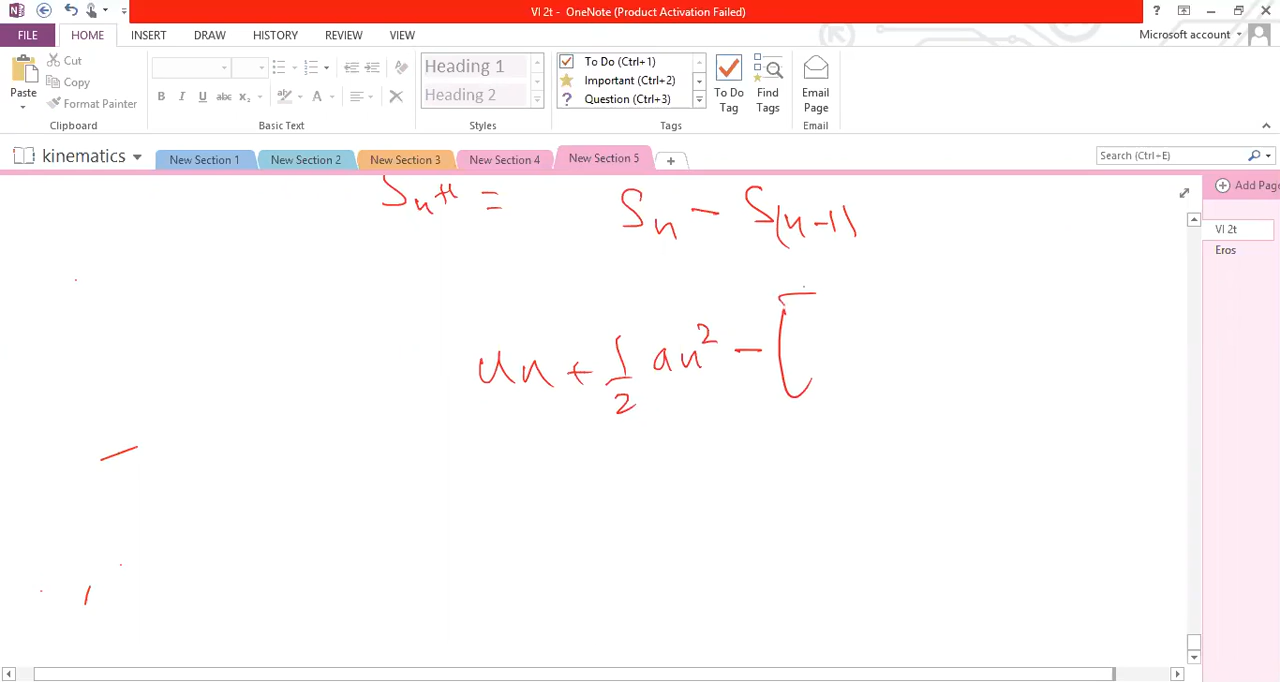 VI 2t - OneNote (Product Activation Failed)
FILE HOME INSERT DRAW HISTORY REVIEW VIEW
Microsoft account
Paste
Cut
Copy
Format Painter
Clipboard
B I U abc X₂ ab A
Basic Text
Heading 1
Heading 2
Styles
To Do (Ctrl+1)
Important (Ctrl+2)
Question (Ctrl+3)
To Do Tag
Find Tags
Tags
Email Page
Email
kinematics New Section 1 New Section 2 New Section 3 New Section 4 New Section 5 +
Search (Ctrl+E)
Add Page
VI 2t
Eros
Sₙth = Sₙ - S(n-1)
un + 1/2 an² - [